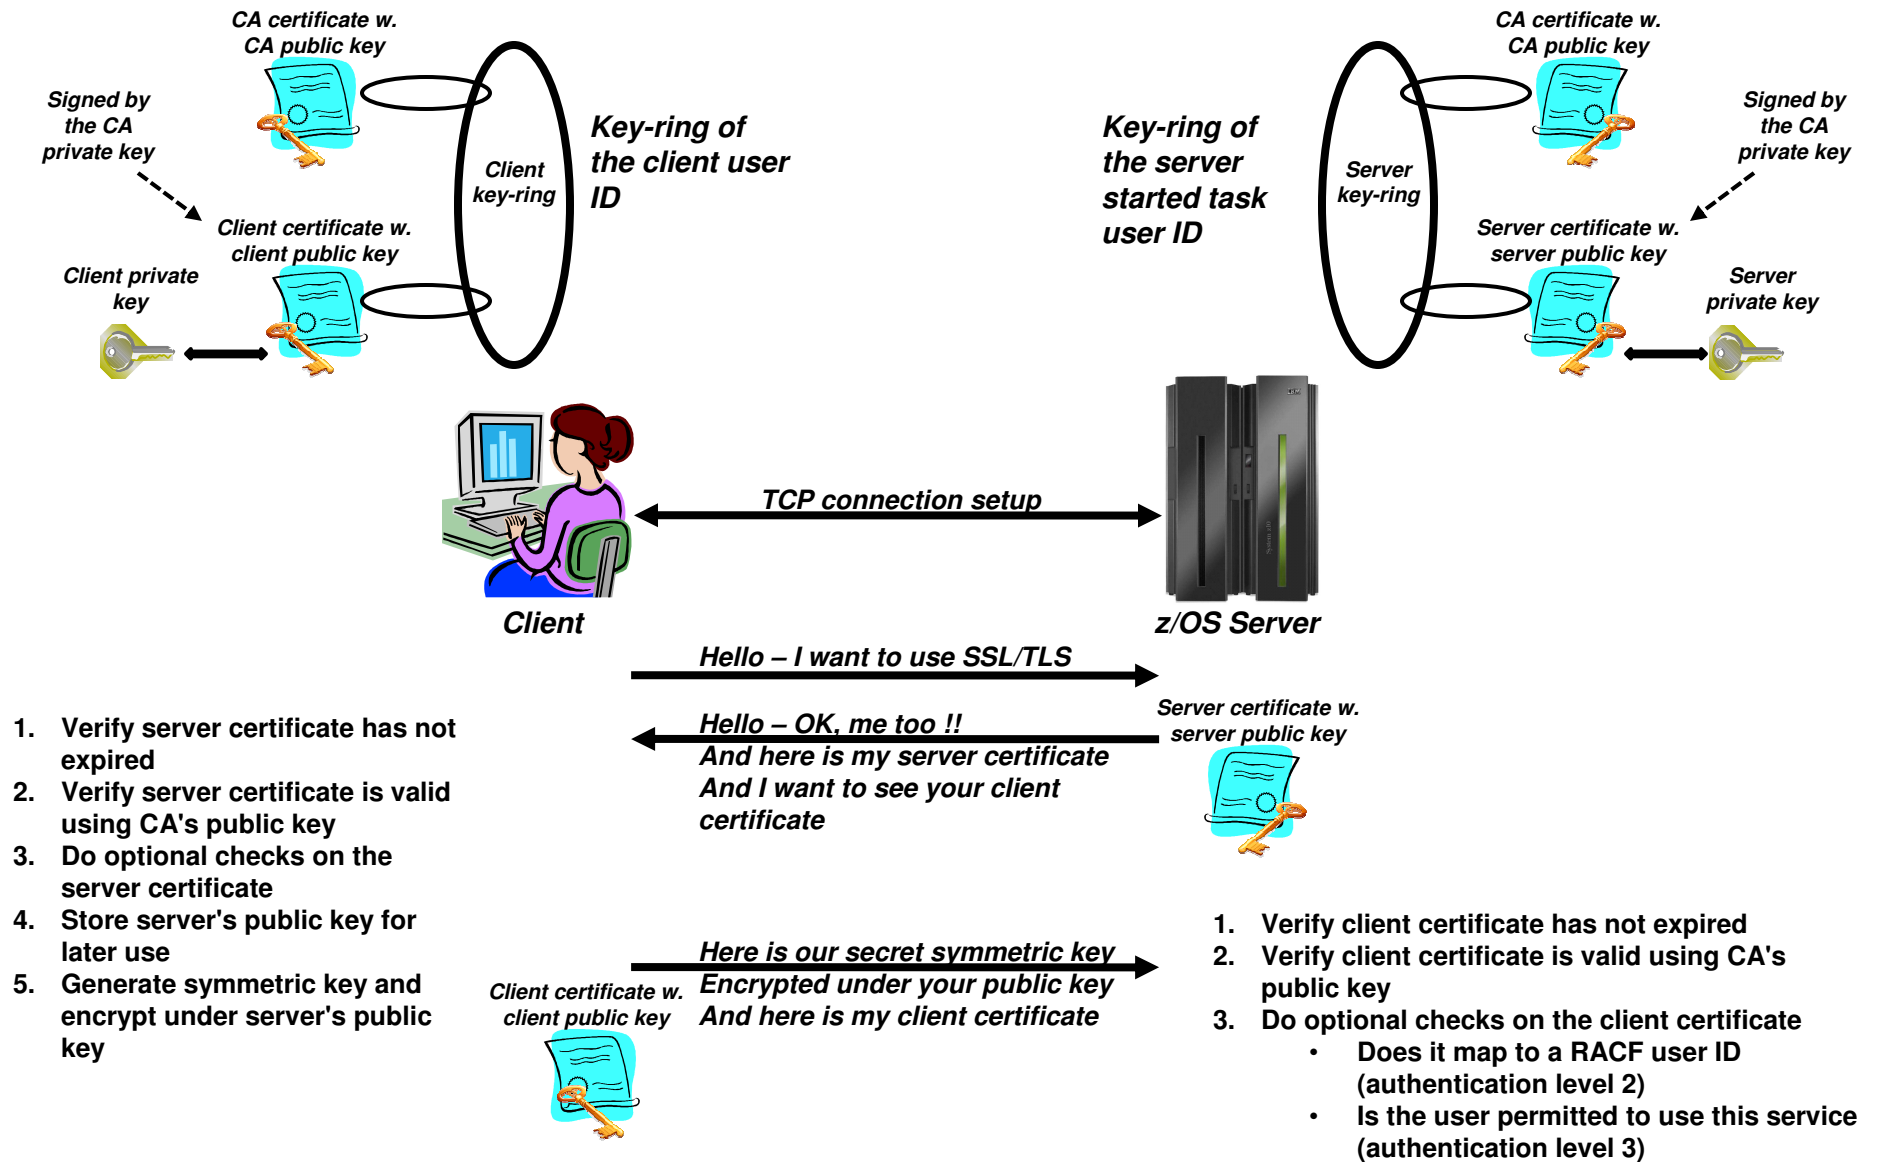 CA certificate w.
CA public key
Signed by
the CA
private key
Client
key-ring
Key-ring of
the client user
ID
Client certificate w.
client public key
Client private
key
CA certificate w.
CA public key
Signed by
the CA
private key
Key-ring of
the server
started task
user ID
Server
key-ring
Server certificate w.
server public key
Server
private key
TCP connection setup
Client
z/OS Server
Hello – I want to use SSL/TLS
Hello – OK, me too !!
And here is my server certificate
And I want to see your client
certificate
Server certificate w.
server public key
1. Verify server certificate has not
expired
2. Verify server certificate is valid
using CA's public key
3. Do optional checks on the
server certificate
4. Store server's public key for
later use
5. Generate symmetric key and
encrypt under server's public
key
Client certificate w.
client public key
Here is our secret symmetric key
Encrypted under your public key
And here is my client certificate
1. Verify client certificate has not expired
2. Verify client certificate is valid using CA's
public key
3. Do optional checks on the client certificate
• Does it map to a RACF user ID
(authentication level 2)
• Is the user permitted to use this service
(authentication level 3)